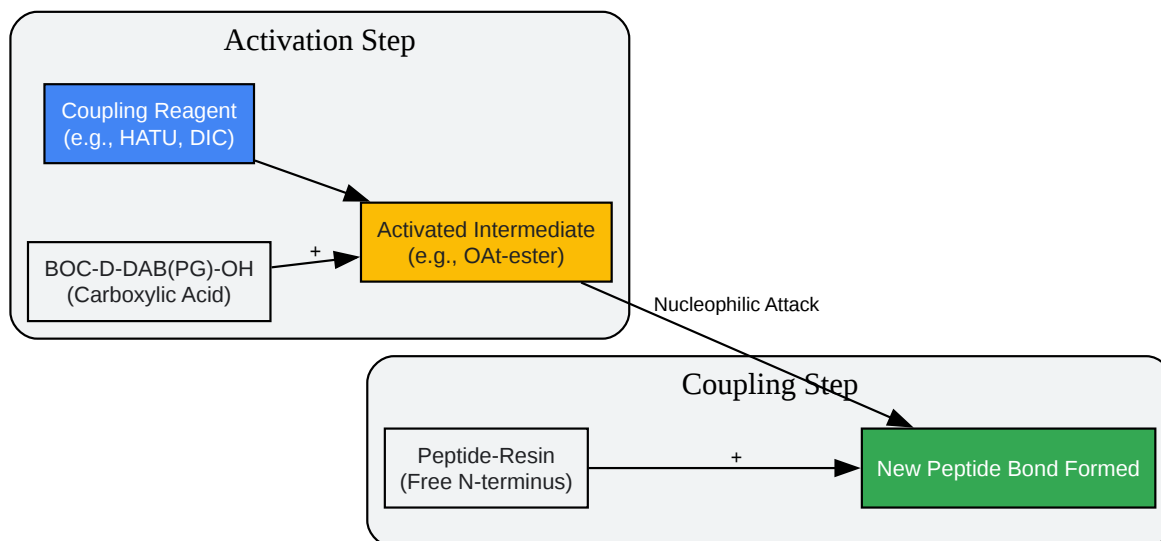 Activation Step
Coupling Reagent
(e.g., HATU, DIC)
BOC-D-DAB(PG)-OH
(Carboxylic Acid)
+
Activated Intermediate
(e.g., OAt-ester)
Nucleophilic Attack
Coupling Step
Peptide-Resin
(Free N-terminus)
+
New Peptide Bond Formed